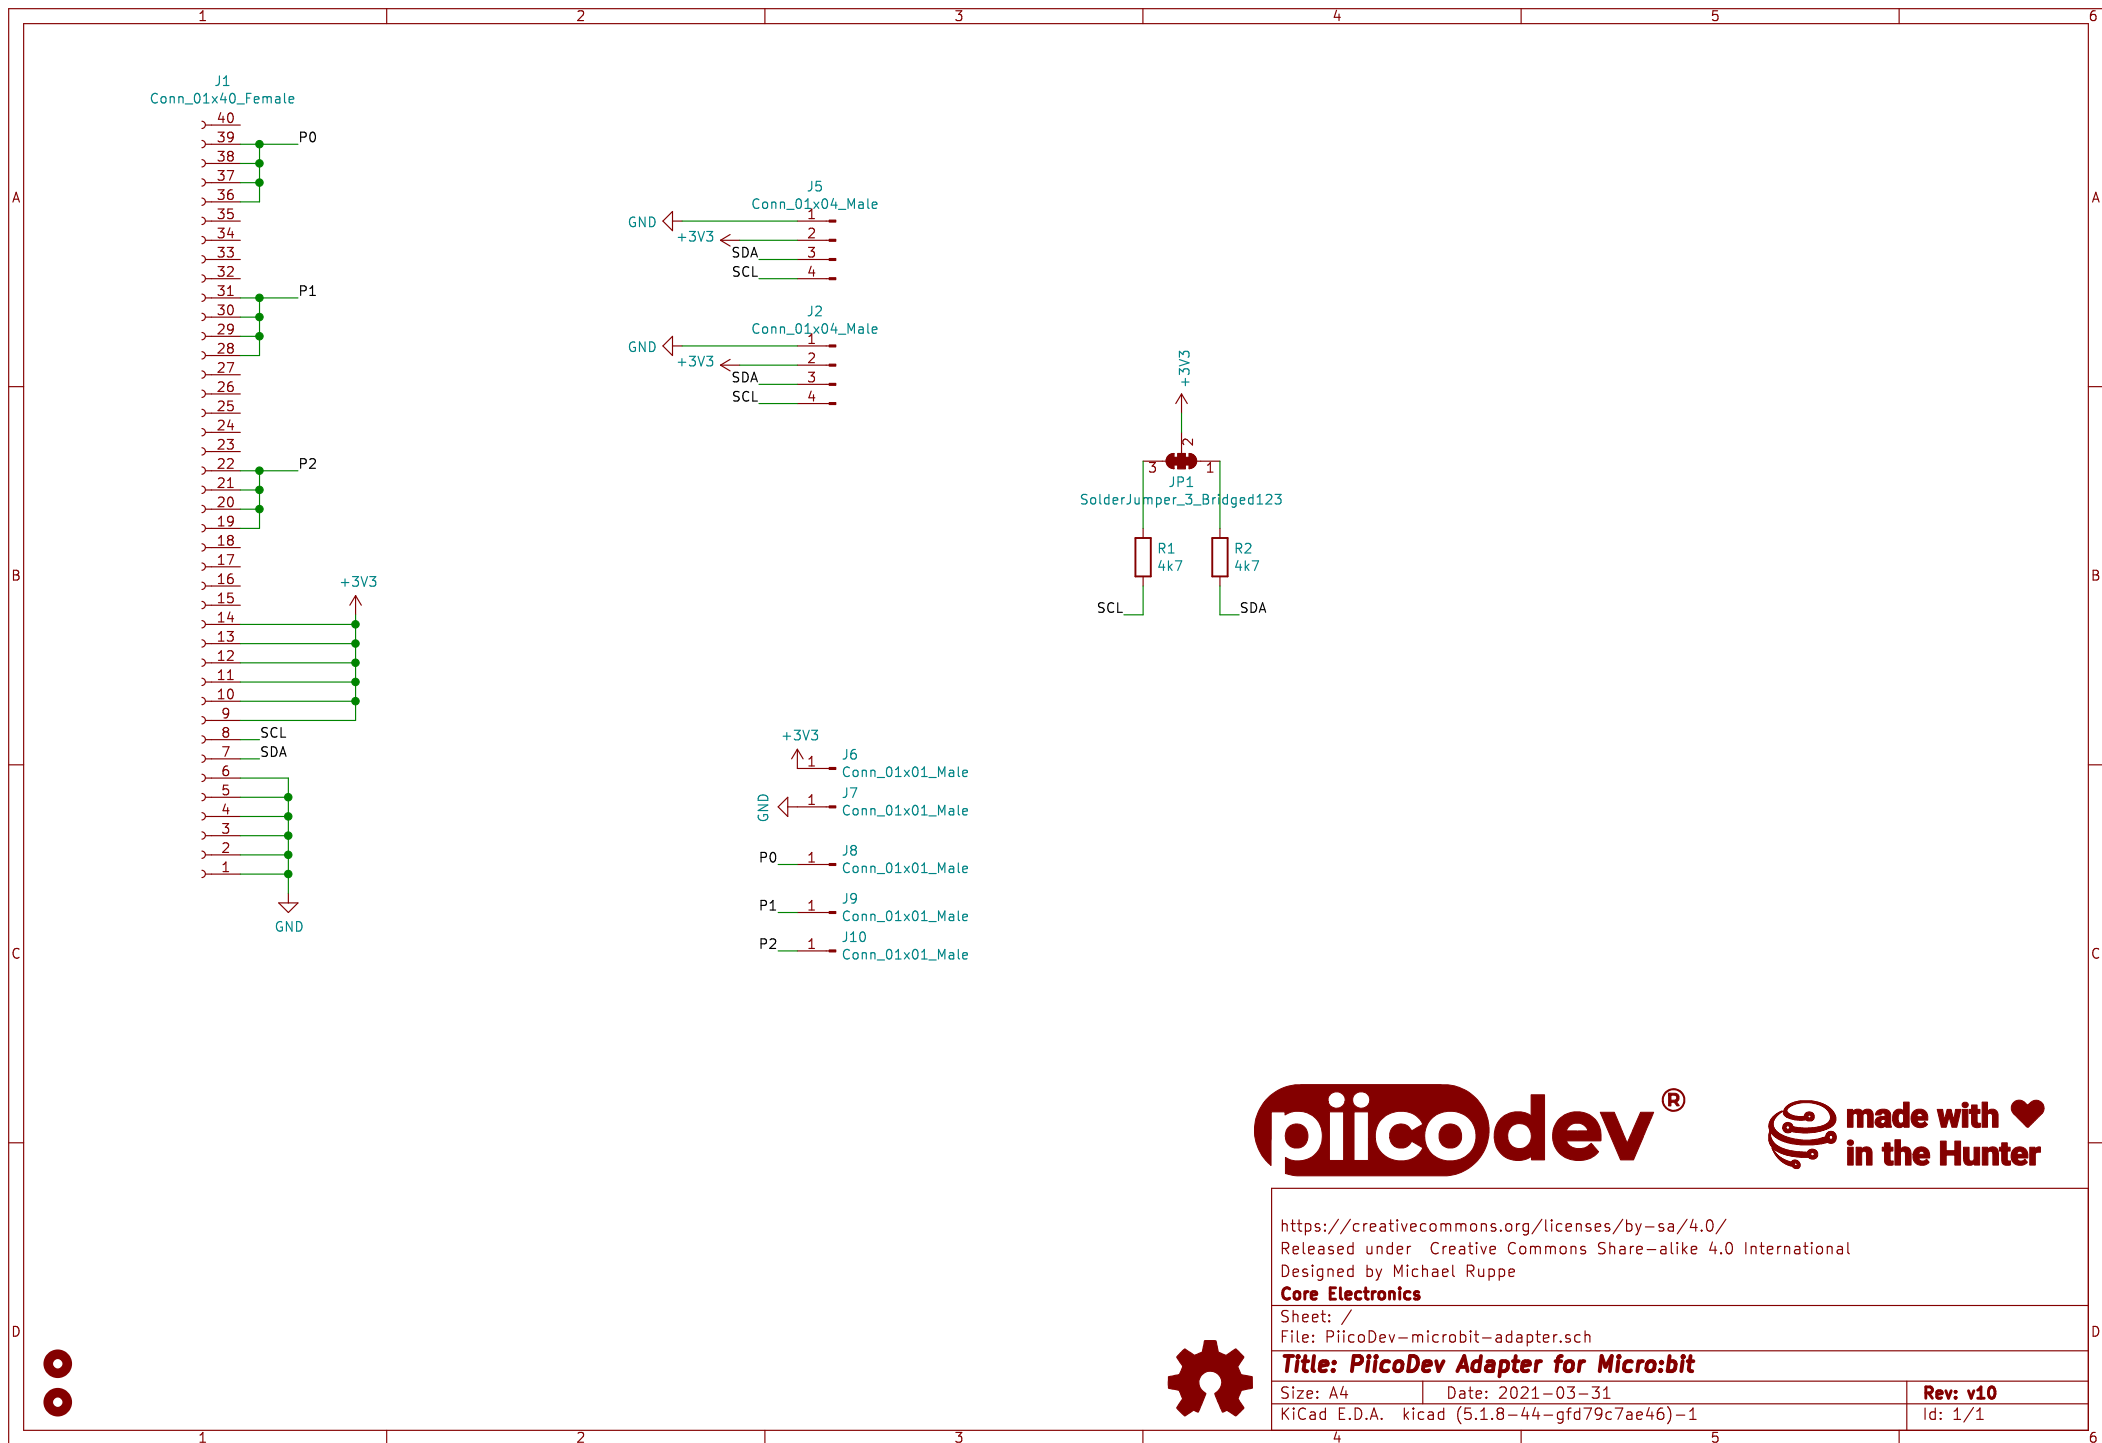 1 2 3 4 5 6
A A
B B
C C
D D
J1
Conn_01x40_Female
40
39 P0
38
37
36
35
34
33
32
31 P1
30
29
28
27
26
25
24
23
22 P2
21
20
19
18
17
16
15
+3V3
14
13
12
11
10
9
8 SCL
7 SDA
6
5
4
3
2
1
GND
J5
Conn_01x04_Male
GND 1
+3V3 2
SDA 3
SCL 4
J2
Conn_01x04_Male
GND 1
+3V3 2
SDA 3
SCL 4
+3V3
2
3 1
JP1
SolderJumper_3_Bridged123
R1
4k7
R2
4k7
SCL SDA
+3V3 1 J6
Conn_01x01_Male
GND 1 J7
Conn_01x01_Male
P0 1 J8
Conn_01x01_Male
P1 1 J9
Conn_01x01_Male
P2 1 J10
Conn_01x01_Male
piicodev®
made with
in the Hunter
https://creativecommons.org/licenses/by-sa/4.0/
Released under  Creative Commons Share-alike 4.0 International
Designed by Michael Ruppe
Core Electronics
Sheet: /
File: PiicoDev-microbit-adapter.sch
Title: PiicoDev Adapter for Micro:bit
Size: A4 Date: 2021-03-31 Rev: v10
KiCad E.D.A.  kicad (5.1.8-44-gfd79c7ae46)-1 Id: 1/1
1 2 3 4 5 6